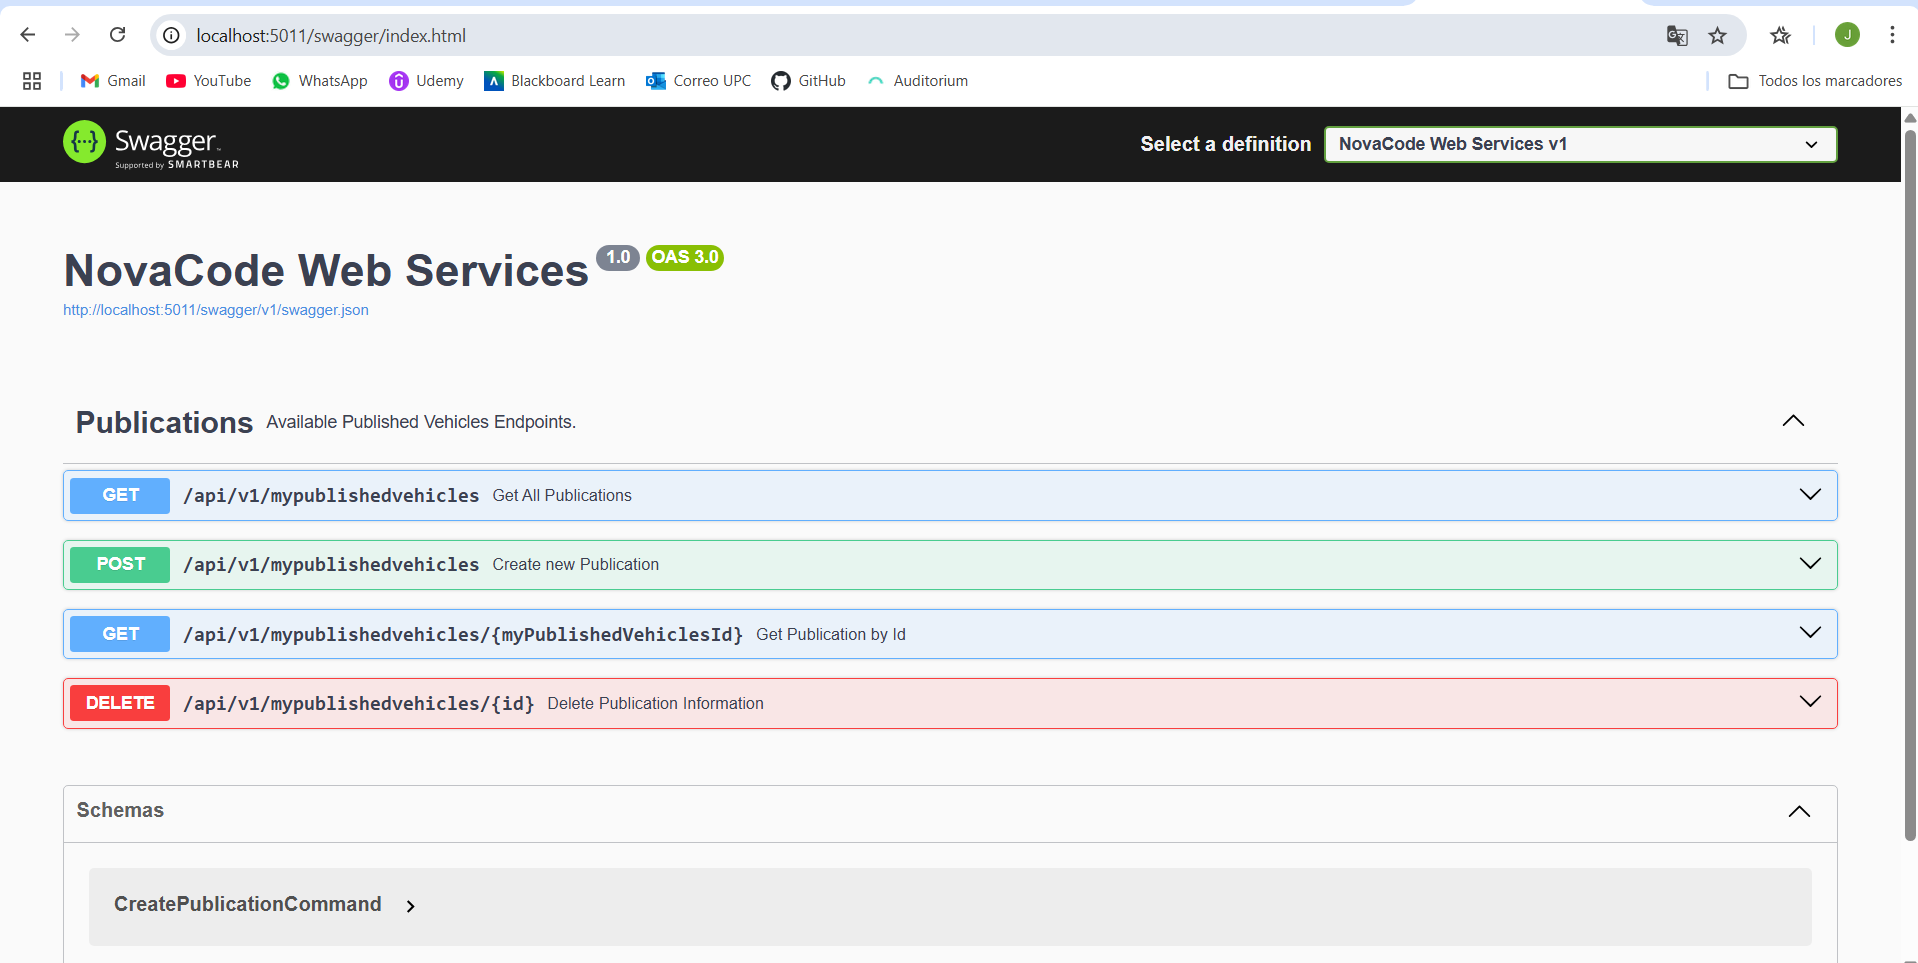 localhost:5011/swagger/index.html
J
Gmail YouTube WhatsApp Udemy Blackboard Learn Correo UPC GitHub Auditorium Todos los marcadores
{···} Swagger™
Supported by SMARTBEAR
Select a definition NovaCode Web Services v1
NovaCode Web Services 1.0 OAS 3.0
http://localhost:5011/swagger/v1/swagger.json
Publications Available Published Vehicles Endpoints.
GET /api/v1/mypublishedvehicles Get All Publications
POST /api/v1/mypublishedvehicles Create new Publication
GET /api/v1/mypublishedvehicles/{myPublishedVehiclesId} Get Publication by Id
DELETE /api/v1/mypublishedvehicles/{id} Delete Publication Information
Schemas
CreatePublicationCommand